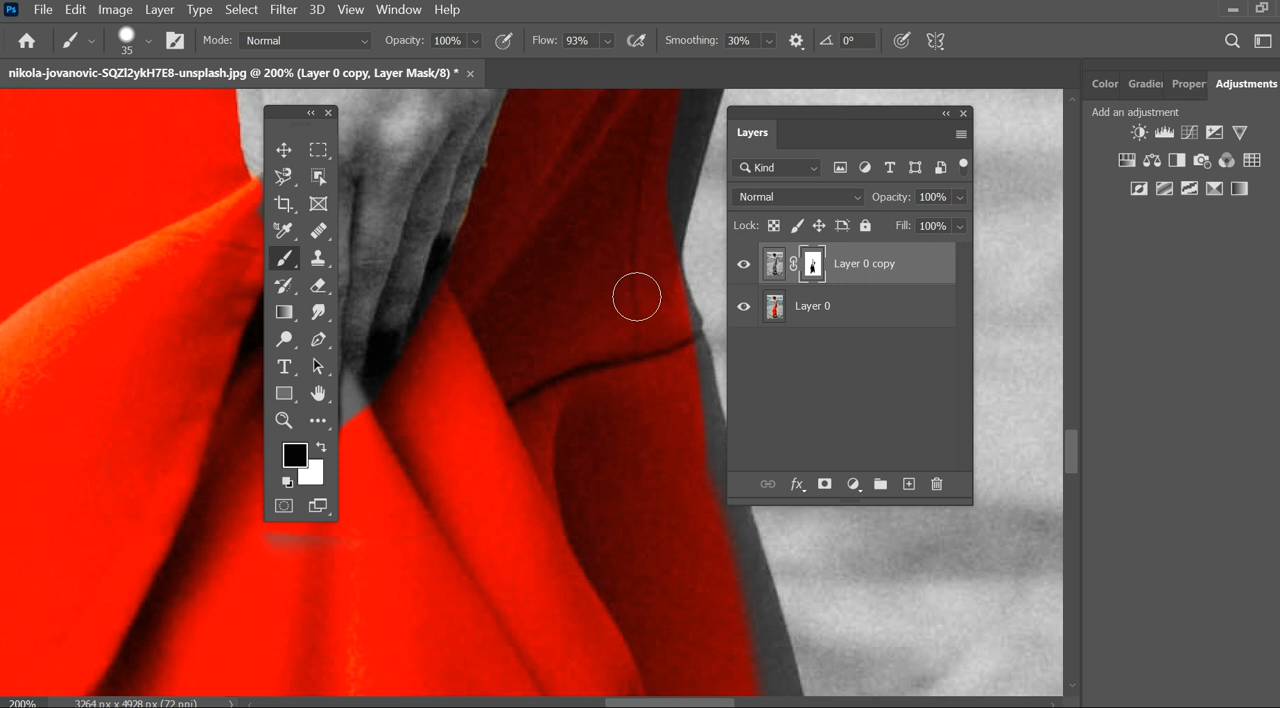 Ps File Edit Image Layer Type Select Filter 3D View Window Help
35 Mode: Normal Opacity: 100% Flow: 93% Smoothing: 30% 0°
nikola-jovanovic-SQZl2ykH7E8-unsplash.jpg @ 200% (Layer 0 copy, Layer Mask/8) *
Color Gradie Proper Adjustments
Add an adjustment
Layers
Kind
Normal Opacity: 100%
Lock: Fill: 100%
Layer 0 copy
Layer 0
fx
200% 3264 px x 4928 px (72 ppi)